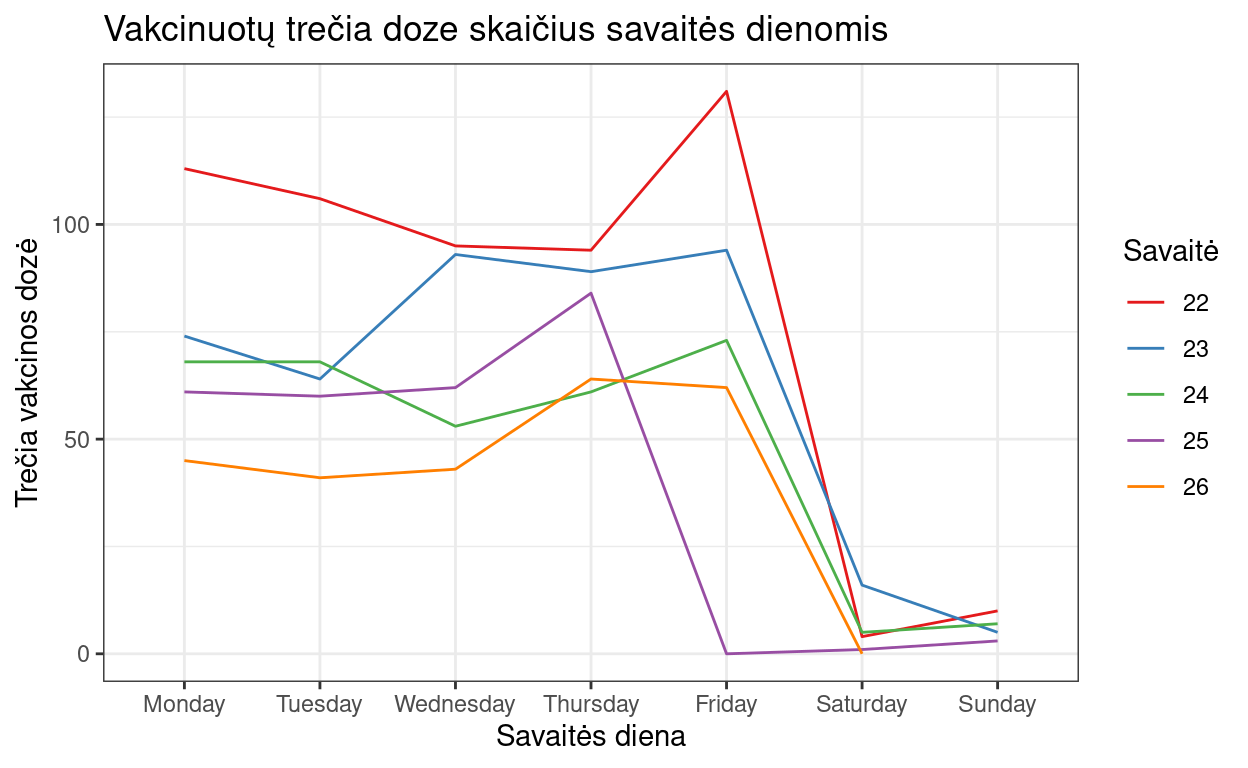 Vakcinuotų trečia doze skaičius savaitės dienomis
Trečia vakcinos dozė
100
50
0
Monday Tuesday Wednesday Thursday Friday Saturday Sunday
Savaitės diena
Savaitė
22
23
24
25
26